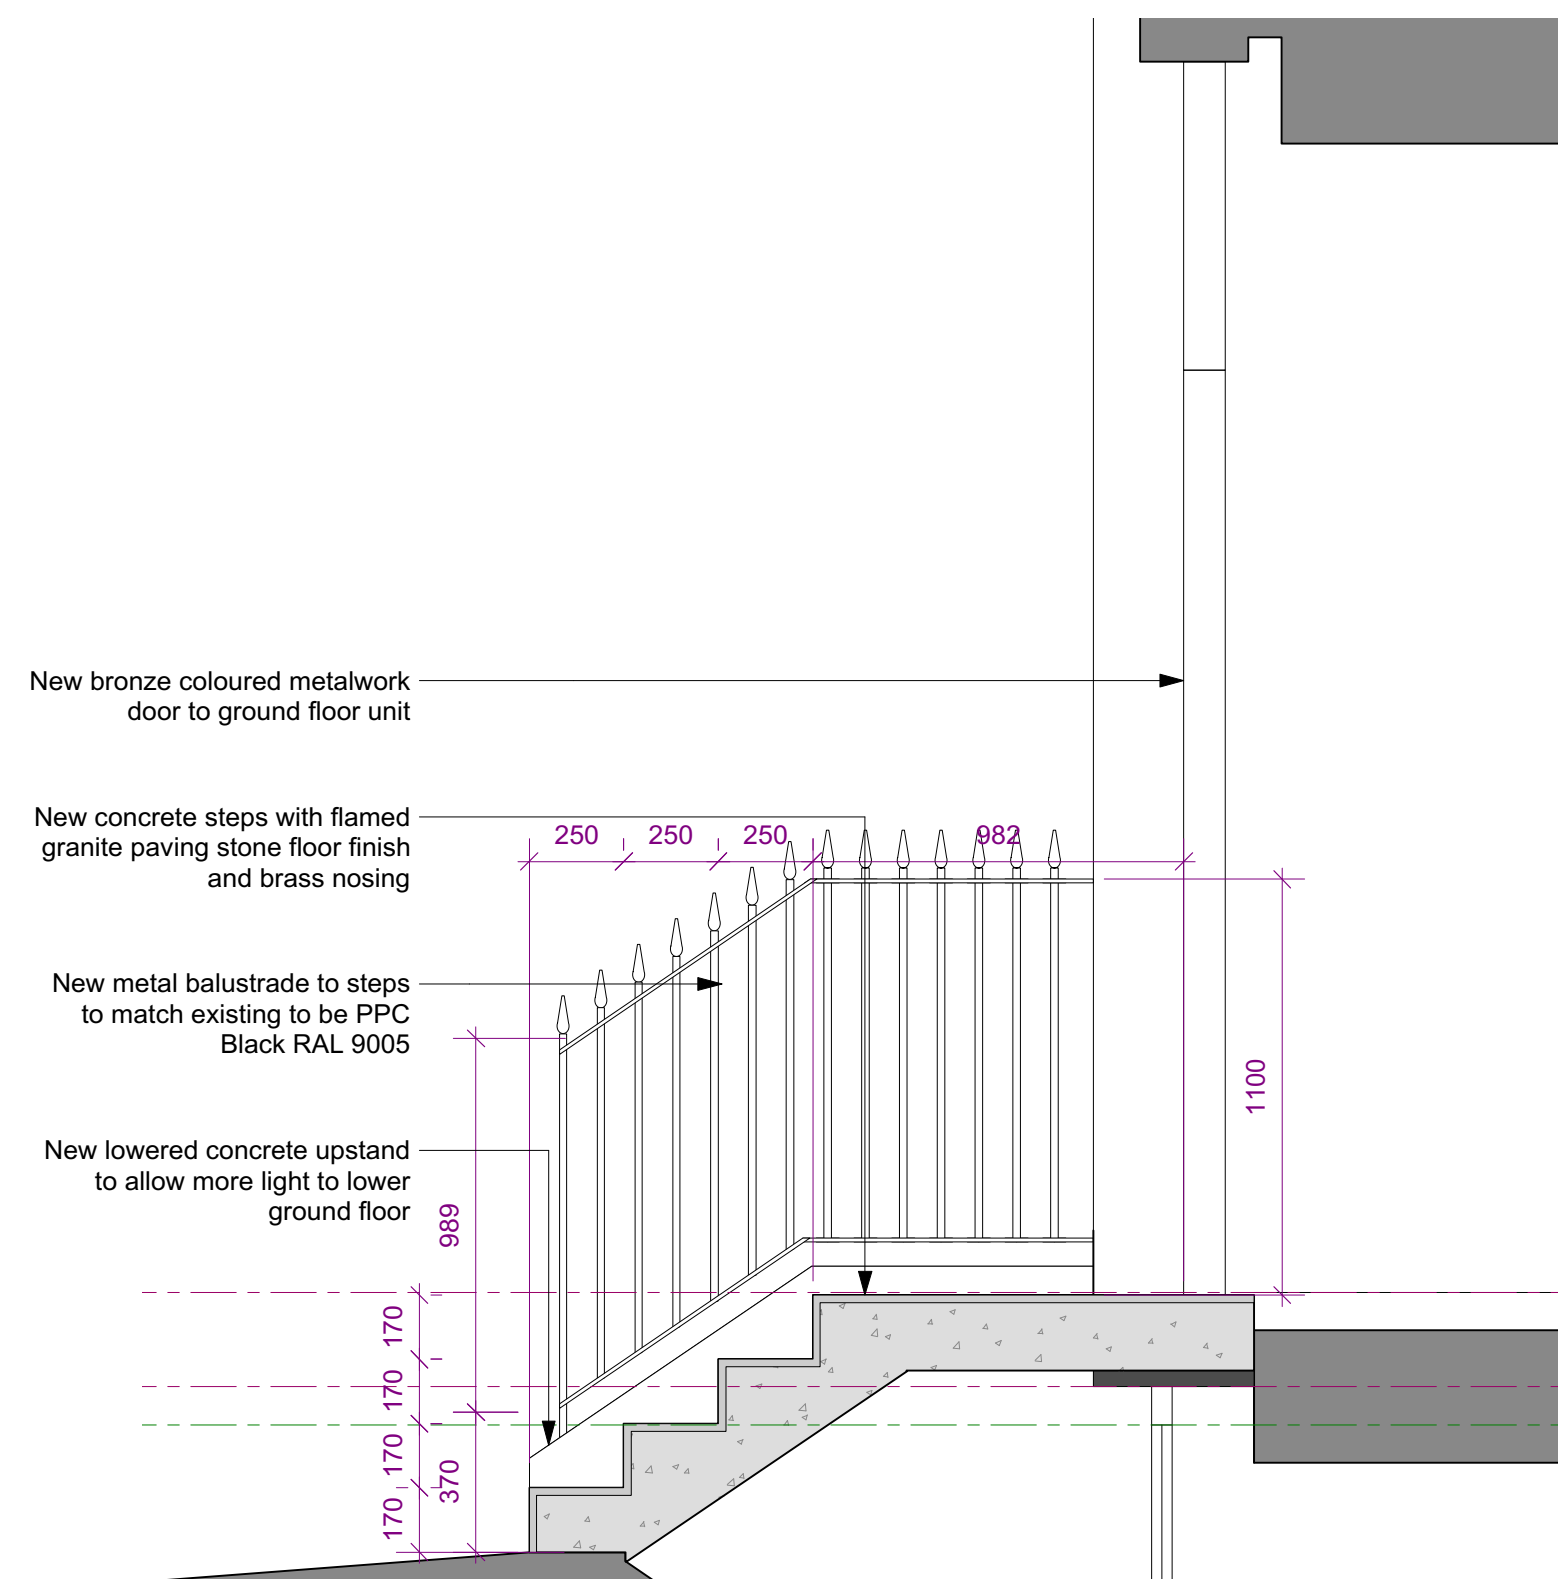 New bronze coloured metalwork
door to ground floor unit
New concrete steps with flamed
granite paving stone floor finish
and brass nosing
250 250 250 982
New metal balustrade to steps
to match existing to be PPC
Black RAL 9005
1100
New lowered concrete upstand
to allow more light to lower
ground floor
989
170
170
170
370
170